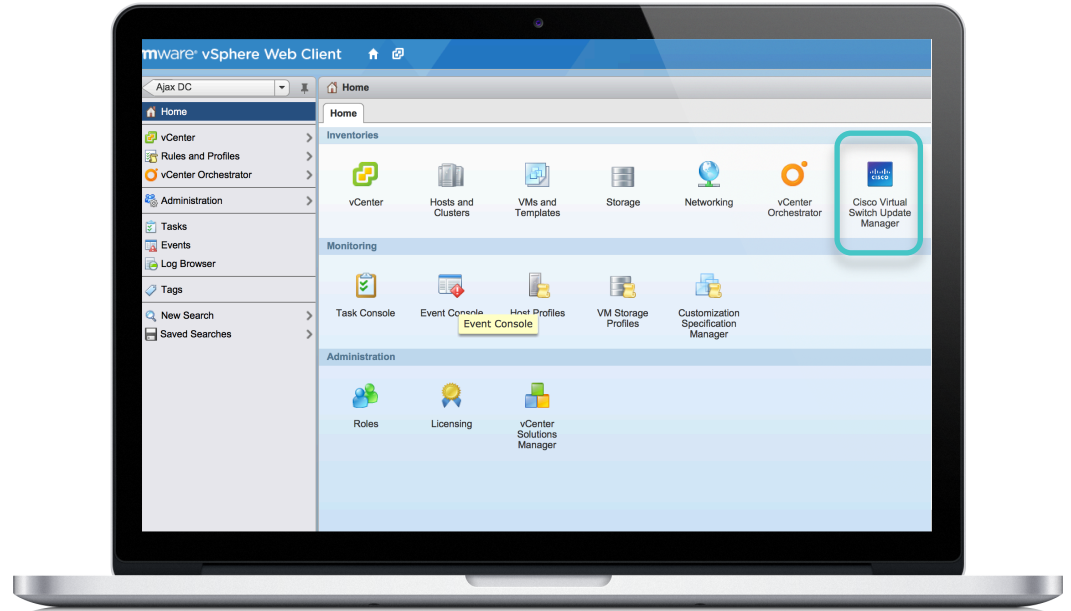 mware® vSphere Web Client
Ajax DC
Home
vCenter
Rules and Profiles
vCenter Orchestrator
Administration
Tasks
Events
Log Browser
Tags
New Search
Saved Searches
Home
Home
Inventories
vCenter
Hosts and
Clusters
VMs and
Templates
Storage
Networking
vCenter
Orchestrator
cisco
Cisco Virtual
Switch Update
Manager
Monitoring
Task Console
Event Console
Event Console
Host Profiles
VM Storage
Profiles
Customization
Specification
Manager
Administration
Roles
Licensing
vCenter
Solutions
Manager